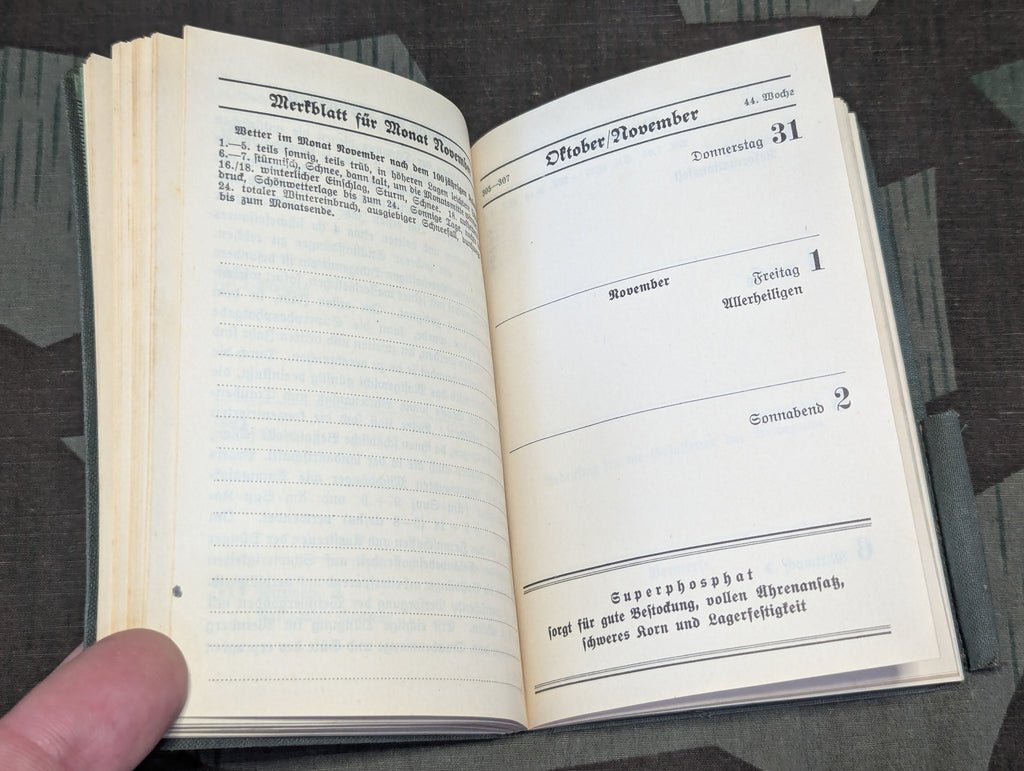 Merkblatt für Monat November
Wetter im Monat November nach dem 100jährigen
1.—5. teils sonnig, teils trüb, in höheren Lagen
6.—7. stürmisch, Schnee, dann kalt, um die Monatsmitte
16./18. winterlicher Einschlag, Sturm, Schnee. 18.
druck, Schönwetterlage bis zum 24. Sonnige Tage,
24. totaler Wintereinbruch, ausgiebiger Schneefall,
bis zum Monatsende.
44. Woche
Oktober/November
305—307
Donnerstag 31
November
Freitag 1
Allerheiligen
Sonnabend 2
Superphosphat
sorgt für gute Bestockung, vollen Ährenansatz,
schweres Korn und Lagerfestigkeit